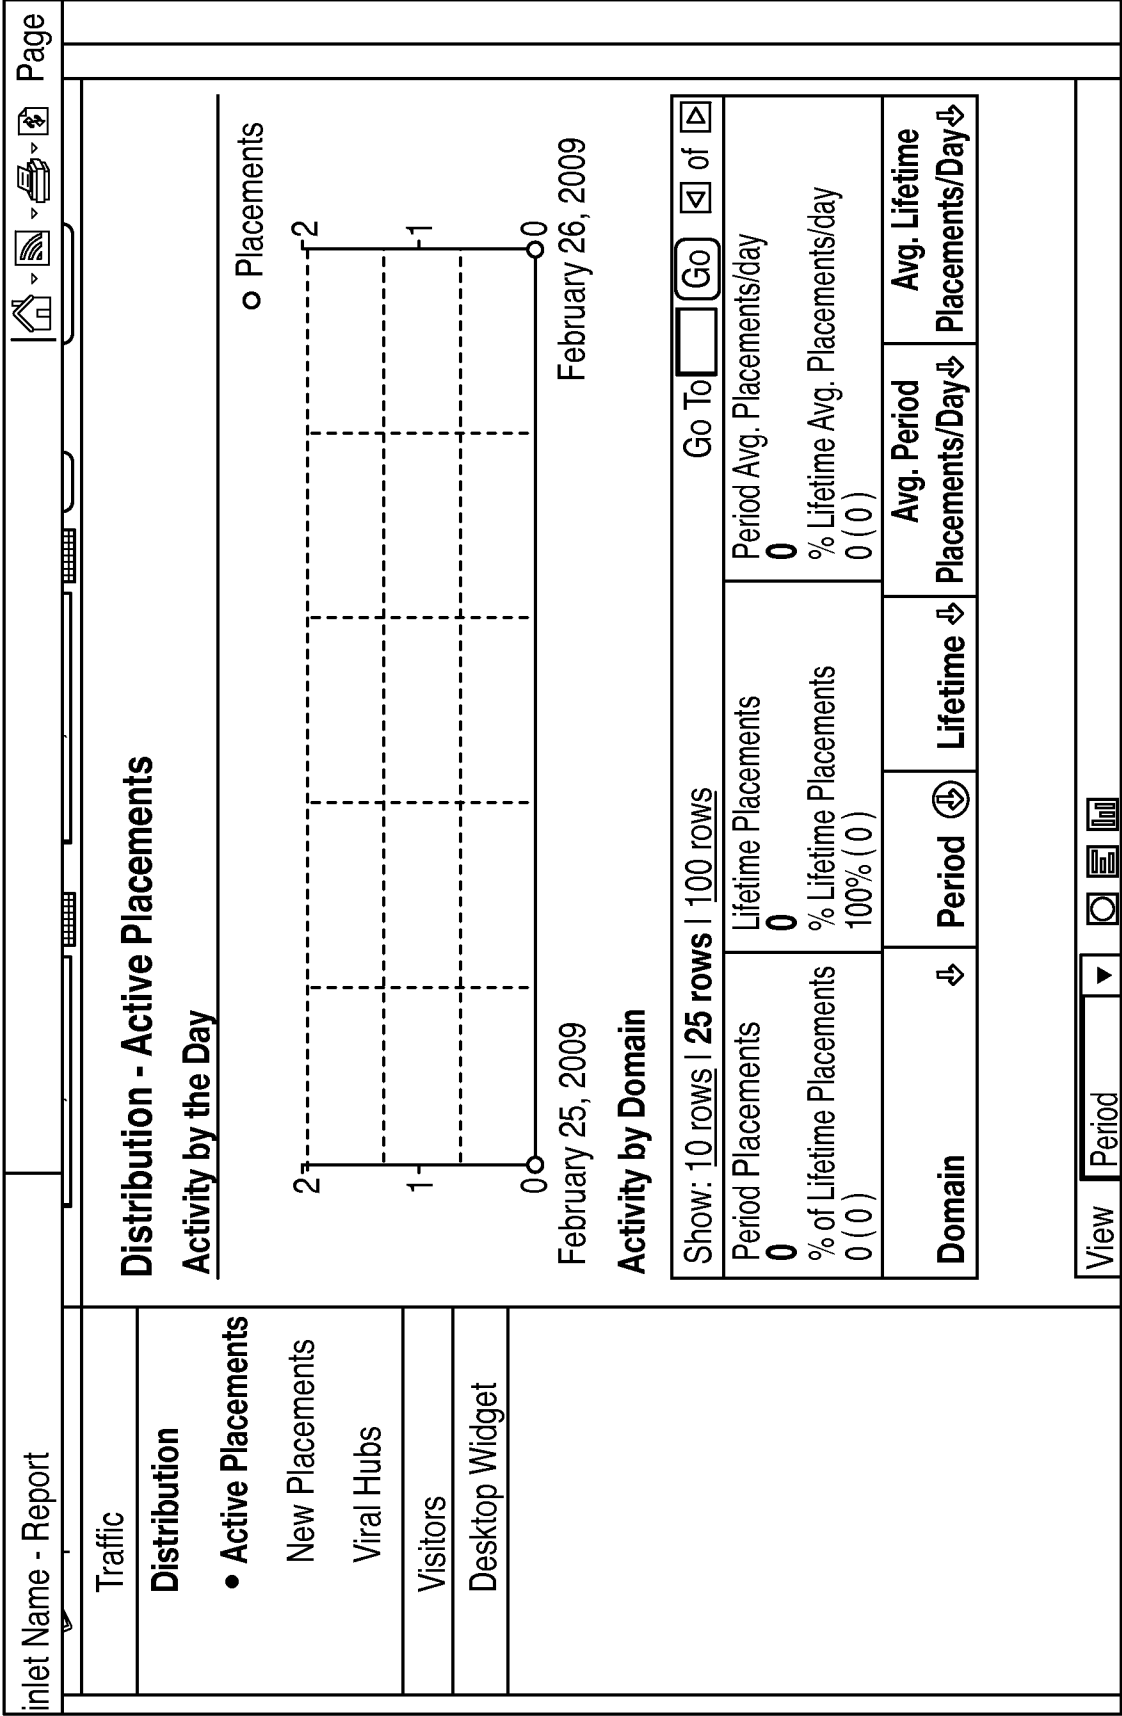 inlet Name - Report
Page
Traffic
Distribution
• Active Placements
New Placements
Viral Hubs
Visitors
Desktop Widget
Distribution - Active Placements
Activity by the Day
Placements
2
2
1
1
0
0
February 25, 2009
February 26, 2009
Activity by Domain
Show: 10 rows | 25 rows | 100 rows
Go To
Go
of
Period Placements
0
% of Lifetime Placements
0 ( 0 )
Lifetime Placements
0
% Lifetime Placements
100% ( 0 )
Period Avg. Placements/day
0
% Lifetime Avg. Placements/day
0 ( 0 )
Domain
Period
Lifetime
Avg. Period
Placements/Day
Avg. Lifetime
Placements/Day
View
Period